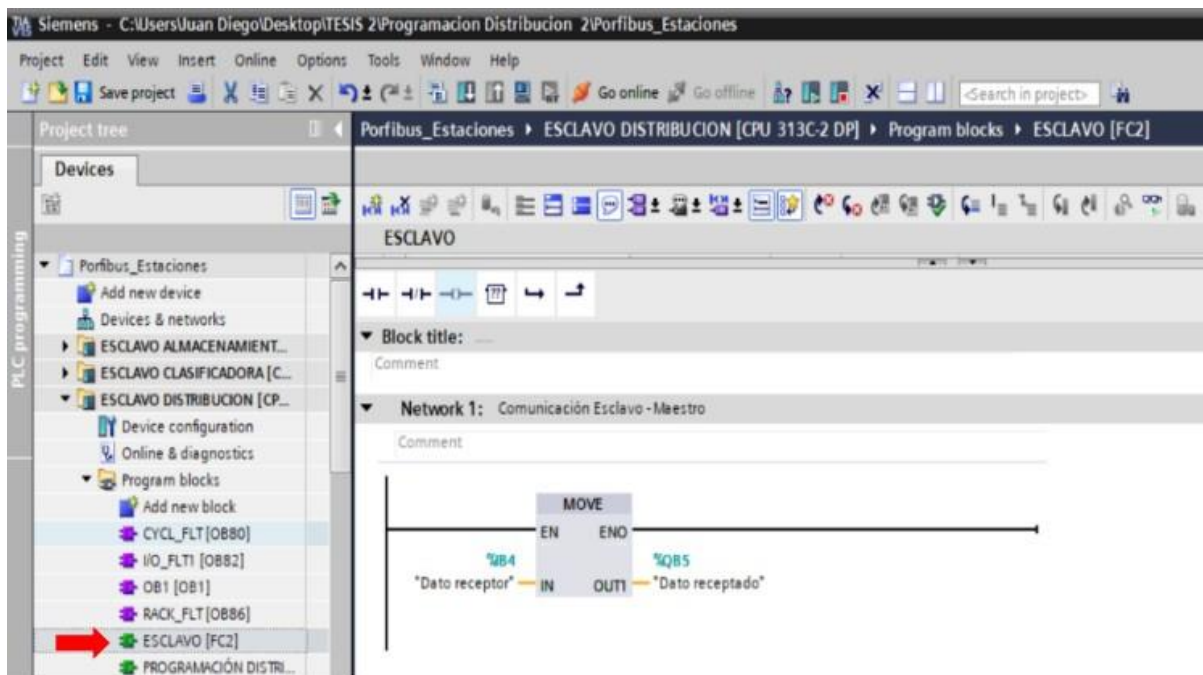 Siemens - C:\Users\Juan Diego\Desktop\TESIS 2\Programacion Distribucion 2\Porfibus_Estaciones
Project Edit View Insert Online Options Tools Window Help
Save project Go online Go offline <Search in project>
Project tree
Porfibus_Estaciones ▸ ESCLAVO DISTRIBUCION [CPU 313C-2 DP] ▸ Program blocks ▸ ESCLAVO [FC2]
Devices
ESCLAVO
PLC programming
Porfibus_Estaciones
Add new device
Devices & networks
ESCLAVO ALMACENAMIENT...
ESCLAVO CLASIFICADORA [C...
ESCLAVO DISTRIBUCION [CP...
Device configuration
Online & diagnostics
Program blocks
Add new block
CYCL_FLT [OB80]
I/O_FLT1 [OB82]
OB1 [OB1]
RACK_FLT [OB86]
ESCLAVO [FC2]
PROGRAMACIÓN DISTRI...
??
Block title: ....
Comment
Network 1: Comunicación Esclavo - Maestro
Comment
MOVE
EN ENO
%IB4 %QB5
"Dato receptor" IN OUT1 "Dato receptado"